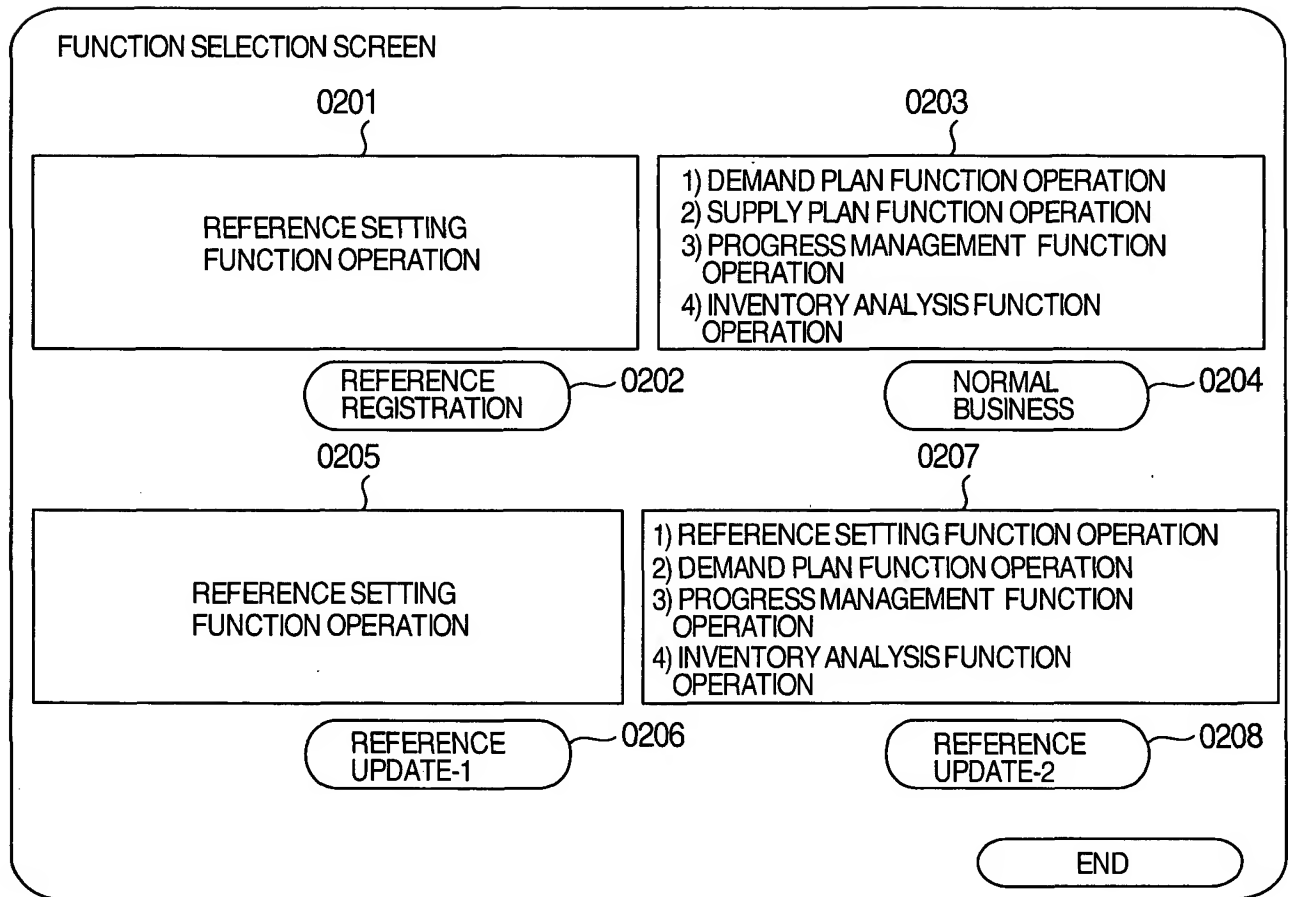 FUNCTION SELECTION SCREEN
0201
0203
REFERENCE SETTING
FUNCTION OPERATION
1) DEMAND PLAN FUNCTION OPERATION
2) SUPPLY PLAN FUNCTION OPERATION
3) PROGRESS MANAGEMENT FUNCTION
OPERATION
4) INVENTORY ANALYSIS FUNCTION
OPERATION
REFERENCE
REGISTRATION
0202
NORMAL
BUSINESS
0204
0205
0207
REFERENCE SETTING
FUNCTION OPERATION
1) REFERENCE SETTING FUNCTION OPERATION
2) DEMAND PLAN FUNCTION OPERATION
3) PROGRESS MANAGEMENT FUNCTION
OPERATION
4) INVENTORY ANALYSIS FUNCTION
OPERATION
REFERENCE
UPDATE-1
0206
REFERENCE
UPDATE-2
0208
END